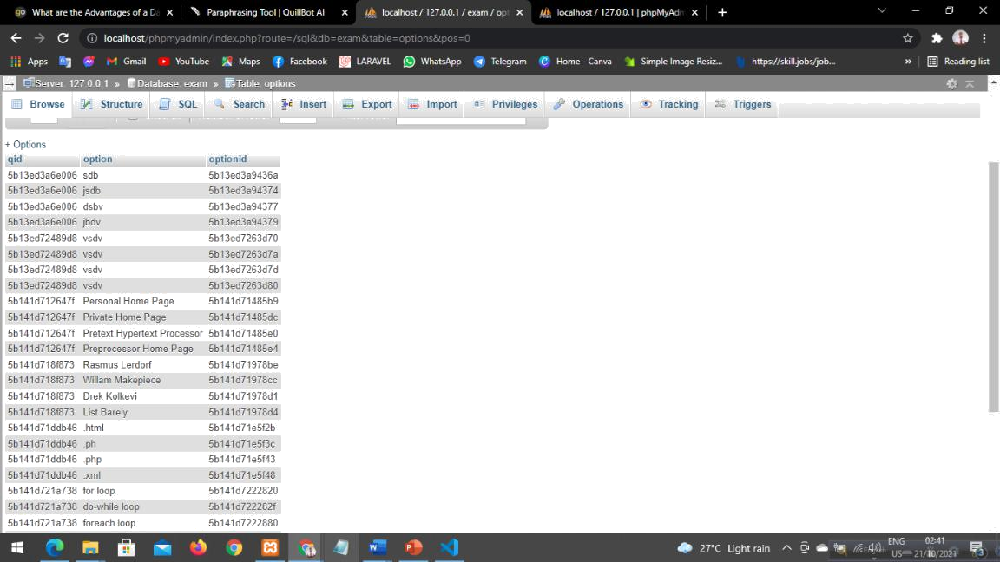 What are the Advantages of a Da
Paraphrasing Tool | QuillBot AI
localhost / 127.0.0.1 / exam / opt
localhost / 127.0.0.1 | phpMyAdm
localhost/phpmyadmin/index.php?route=/sql&db=exam&table=options&pos=0
Apps Gmail YouTube Maps Facebook LARAVEL WhatsApp Telegram Home - Canva Simple Image Resiz... https://skill.jobs/job... » Reading list
Server: 127.0.0.1 » Database: exam » Table: options
Browse Structure SQL Search Insert Export Import Privileges Operations Tracking Triggers
+ Options
qid option optionid
5b13ed3a6e006 sdb 5b13ed3a9436a
5b13ed3a6e006 jsdb 5b13ed3a94374
5b13ed3a6e006 dsbv 5b13ed3a94377
5b13ed3a6e006 jbdv 5b13ed3a94379
5b13ed72489d8 vsdv 5b13ed7263d70
5b13ed72489d8 vsdv 5b13ed7263d7a
5b13ed72489d8 vsdv 5b13ed7263d7d
5b13ed72489d8 vsdv 5b13ed7263d80
5b141d712647f Personal Home Page 5b141d71485b9
5b141d712647f Private Home Page 5b141d71485dc
5b141d712647f Pretext Hypertext Processor 5b141d71485e0
5b141d712647f Preprocessor Home Page 5b141d71485e4
5b141d718f873 Rasmus Lerdorf 5b141d71978be
5b141d718f873 Willam Makepiece 5b141d71978cc
5b141d718f873 Drek Kolkevi 5b141d71978d1
5b141d718f873 List Barely 5b141d71978d4
5b141d71ddb46 .html 5b141d71e5f2b
5b141d71ddb46 .ph 5b141d71e5f3c
5b141d71ddb46 .php 5b141d71e5f43
5b141d71ddb46 .xml 5b141d71e5f48
5b141d721a738 for loop 5b141d7222820
5b141d721a738 do-while loop 5b141d722282f
5b141d721a738 foreach loop 5b141d7222880
27°C Light rain
ENG
US
02:41
21/10/2021
3